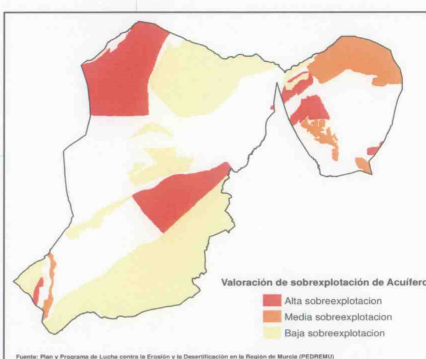 Valoración de sobrexplotación de Acuífero
Alta sobreexplotacion
Media sobreexplotacion
Baja sobreexplotacion
Fuente: Plan y Programa de Lucha contra la Erosión y la Desertificación en la Región de Murcia (PEDREMU)